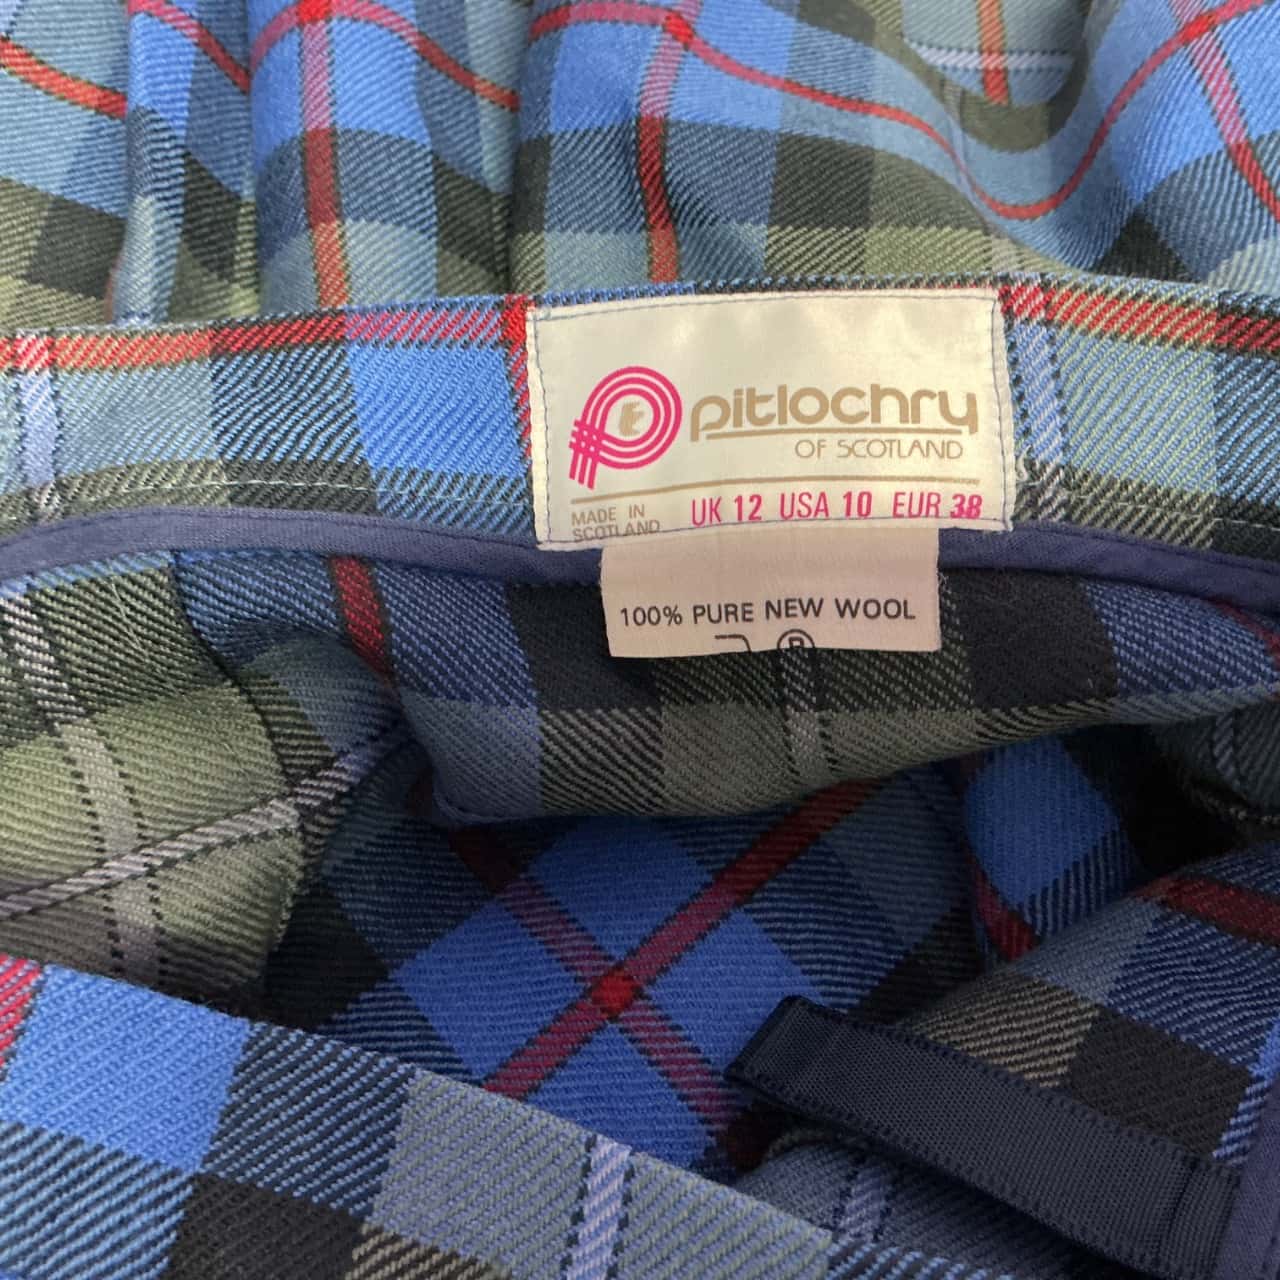 pitlochry
OF SCOTLAND
MADE IN
SCOTLAND
UK 12 USA 10 EUR 38
100% PURE NEW WOOL
R